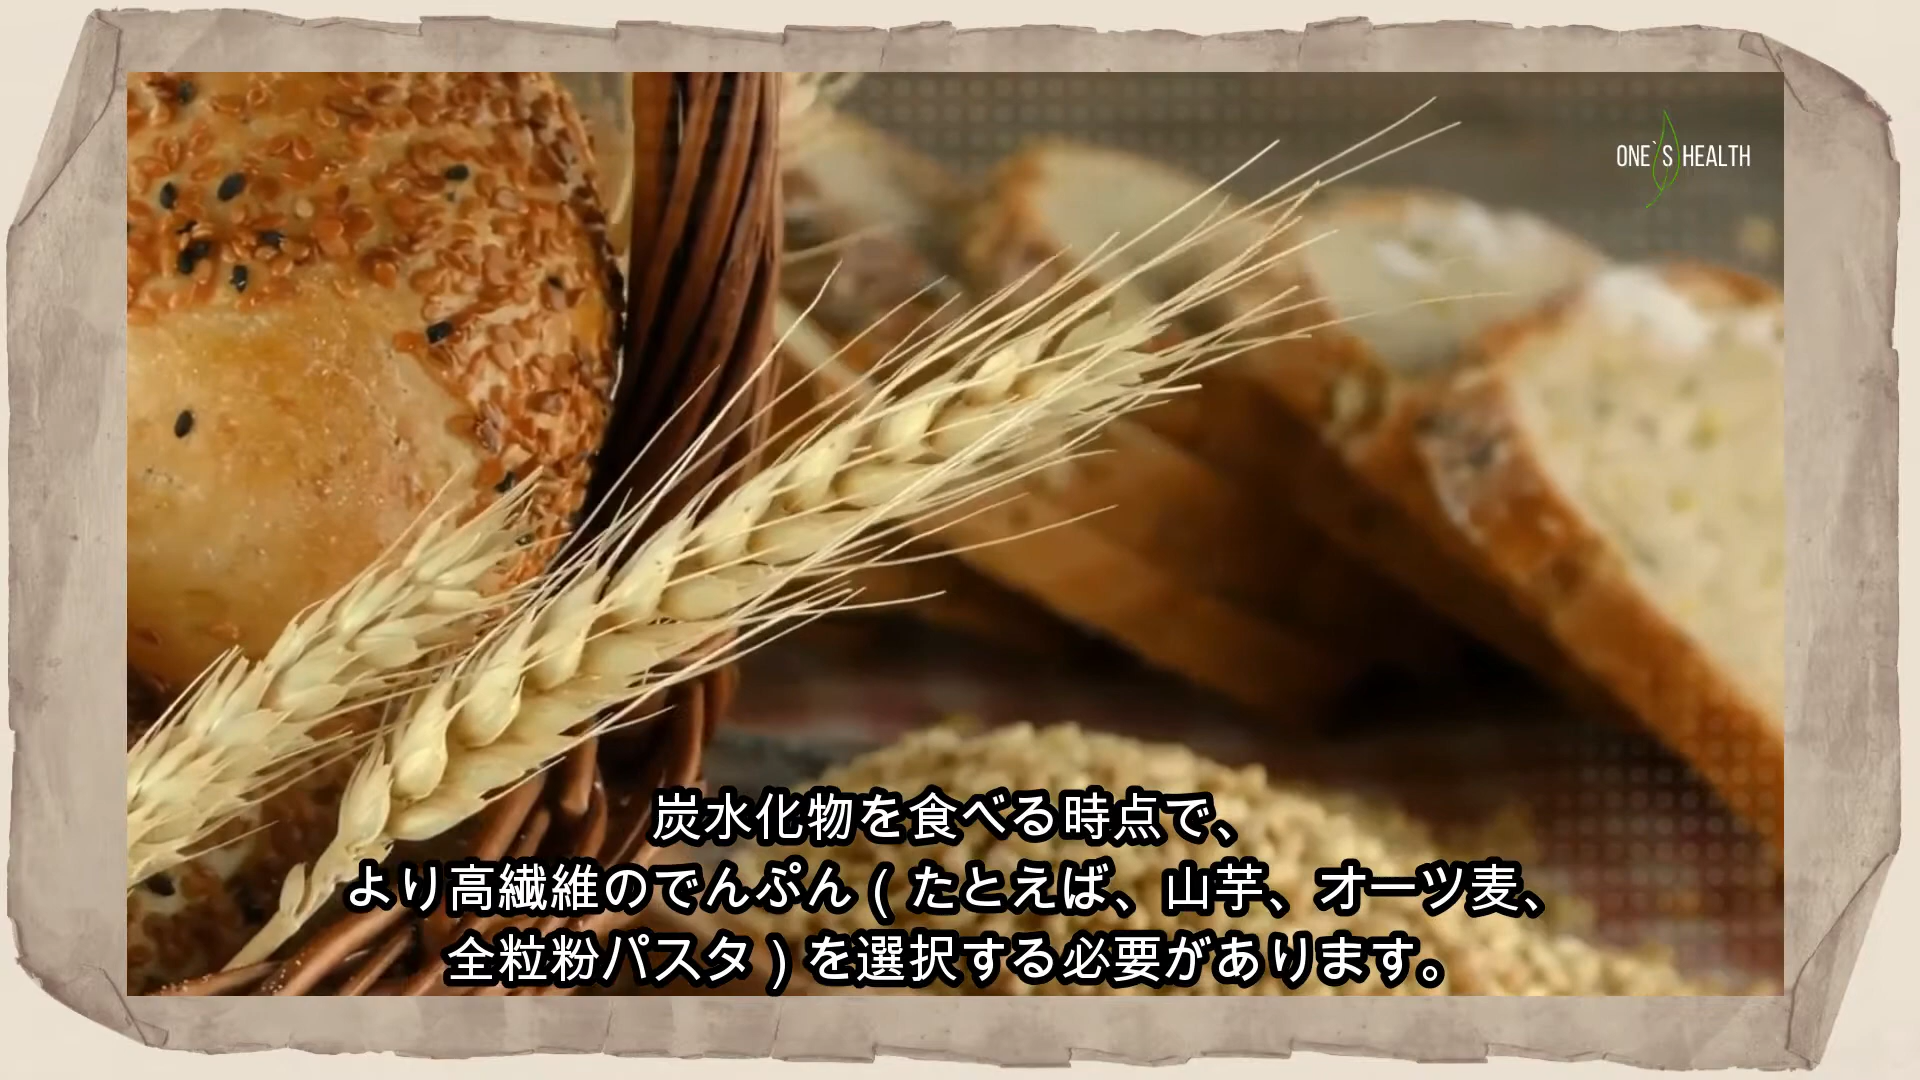 ONE`S HEALTH
炭水化物を食べる時点で、
より高繊維のでんぷん ( たとえば、山芋、オーツ麦、
全粒粉パスタ ) を選択する必要があります。